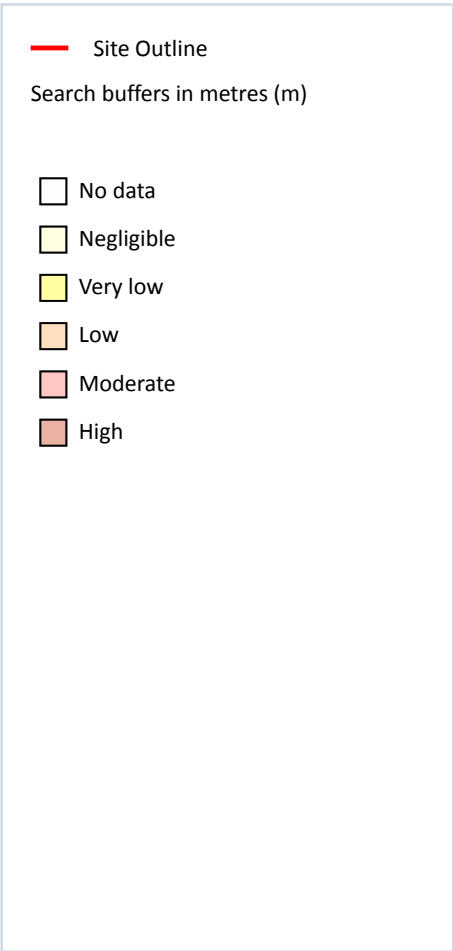 Site Outline
Search buffers in metres (m)
No data
Negligible
Very low
Low
Moderate
High